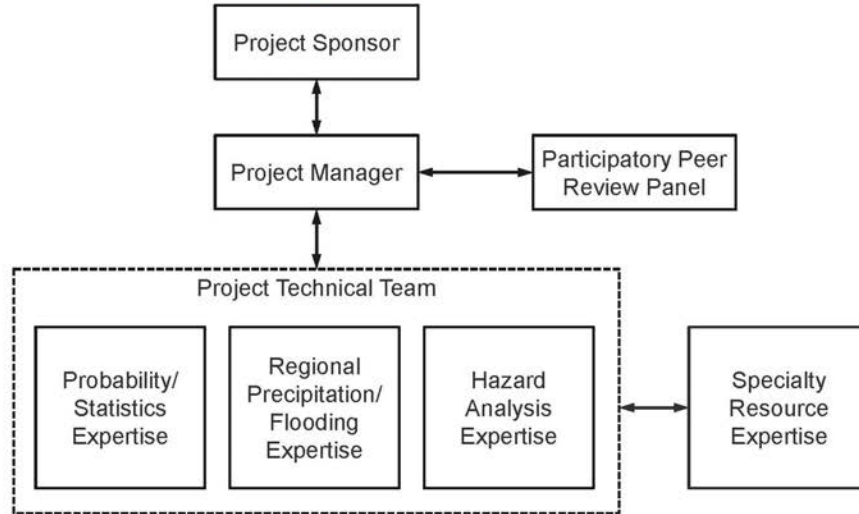 Project Sponsor
Project Manager
Participatory Peer
Review Panel
Project Technical Team
Probability/
Statistics
Expertise
Regional
Precipitation/
Flooding
Expertise
Hazard
Analysis
Expertise
Specialty
Resource
Expertise